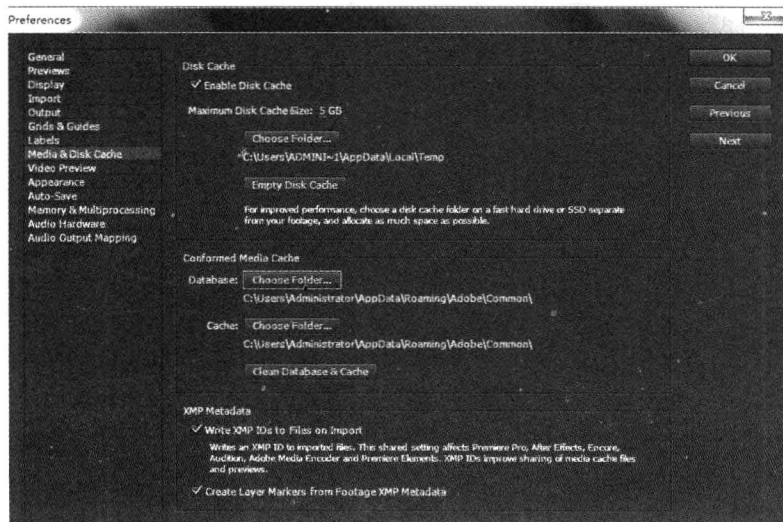 Preferences
General
Previews
Display
Import
Output
Grids & Guides
Labels
Media & Disk Cache
Video Preview
Appearance
Auto-Save
Memory & Multiprocessing
Audio Hardware
Audio Output Mapping
Disk Cache
Enable Disk Cache
Maximum Disk Cache Size: 5 GB
Choose Folder...
C:\Users\ADMINI~1\AppData\Local\Temp
Empty Disk Cache
For improved performance, choose a disk cache folder on a fast hard drive or SSD separate
from your footage, and allocate as much space as possible.
Conformed Media Cache
Database: Choose Folder...
C:\Users\Administrator\AppData\Roaming\Adobe\Common\
Cache: Choose Folder...
C:\Users\Administrator\AppData\Roaming\Adobe\Common\
Clean Database & Cache
XMP Metadata
Write XMP IDs to Files on Import
Writes an XMP ID to imported files. This shared setting affects Premiere Pro, After Effects, Encore,
Audition, Adobe Media Encoder and Premiere Elements. XMP IDs improve sharing of media cache files
and previews.
Create Layer Markers from Footage XMP Metadata
OK
Cancel
Previous
Next